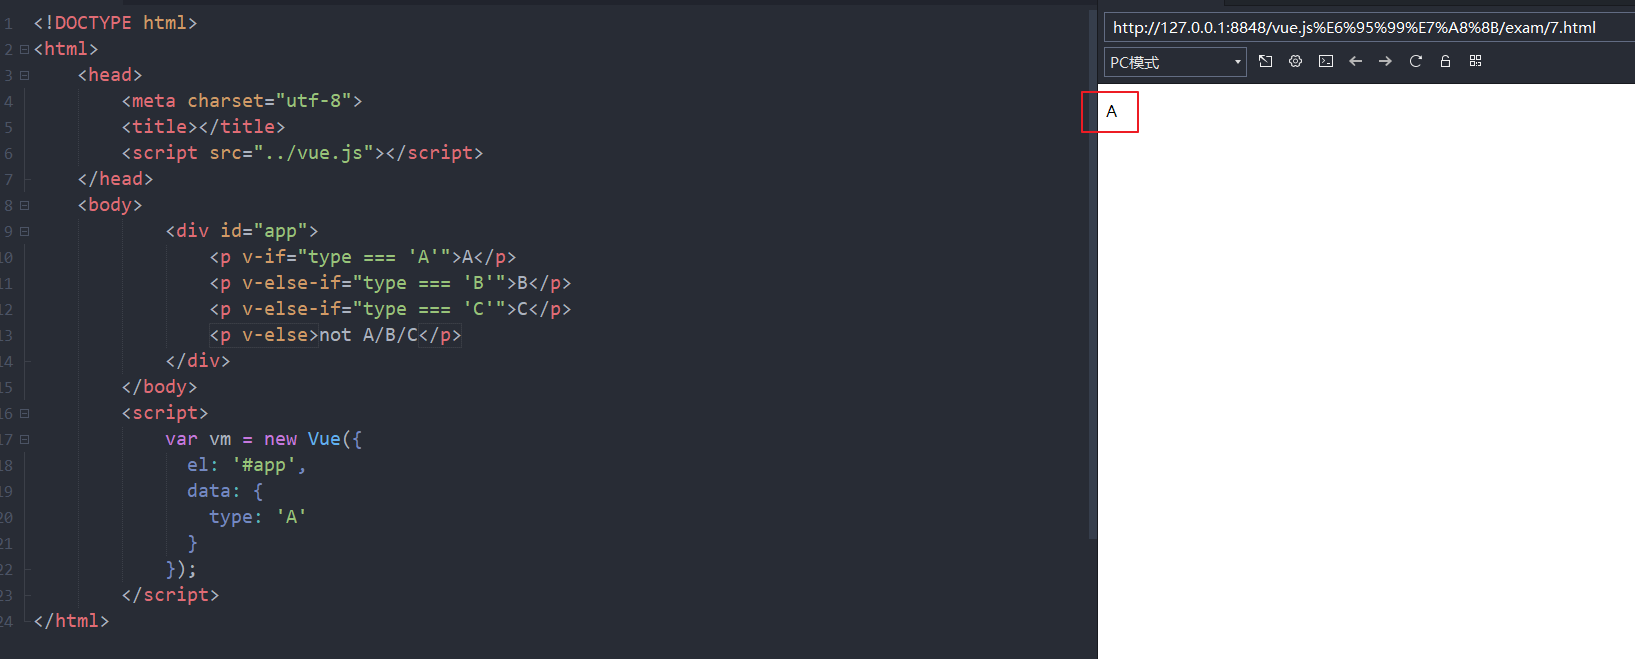 1 <!DOCTYPE html>
2 <html>
3 <head>
4 <meta charset="utf-8">
5 <title></title>
6 <script src="../vue.js"></script>
7 </head>
8 <body>
9 <div id="app">
10 <p v-if="type === 'A'">A</p>
11 <p v-else-if="type === 'B'">B</p>
12 <p v-else-if="type === 'C'">C</p>
13 <p v-else>not A/B/C</p>
14 </div>
15 </body>
16 <script>
17 var vm = new Vue({
18 el: '#app',
19 data: {
20 type: 'A'
21 }
22 });
23 </script>
24 </html>
http://127.0.0.1:8848/vue.js%E6%95%99%E7%A8%8B/exam/7.html
PC模式
A